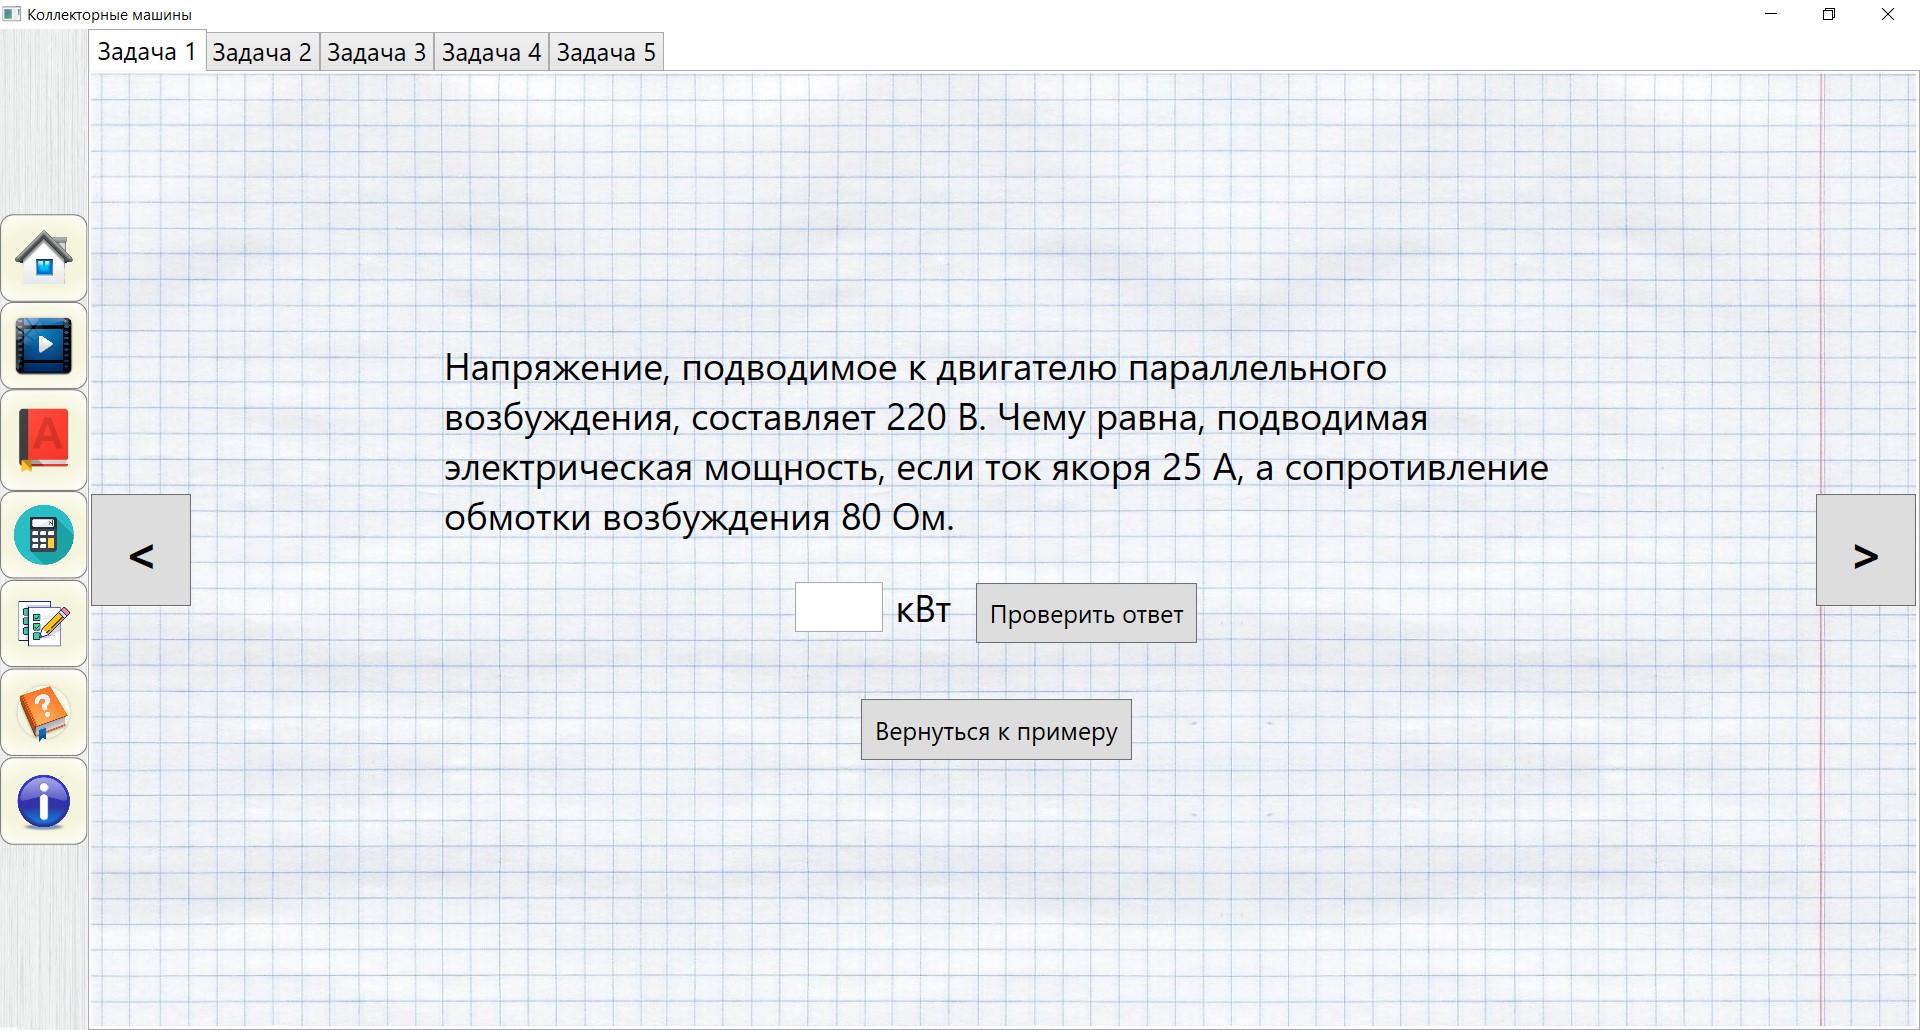 Коллекторные машины
Задача 1 Задача 2 Задача 3 Задача 4 Задача 5
Напряжение, подводимое к двигателю параллельного
возбуждения, составляет 220 В. Чему равна, подводимая
электрическая мощность, если ток якоря 25 А, а сопротивление
обмотки возбуждения 80 Ом.
<
>
кВт
Проверить ответ
Вернуться к примеру